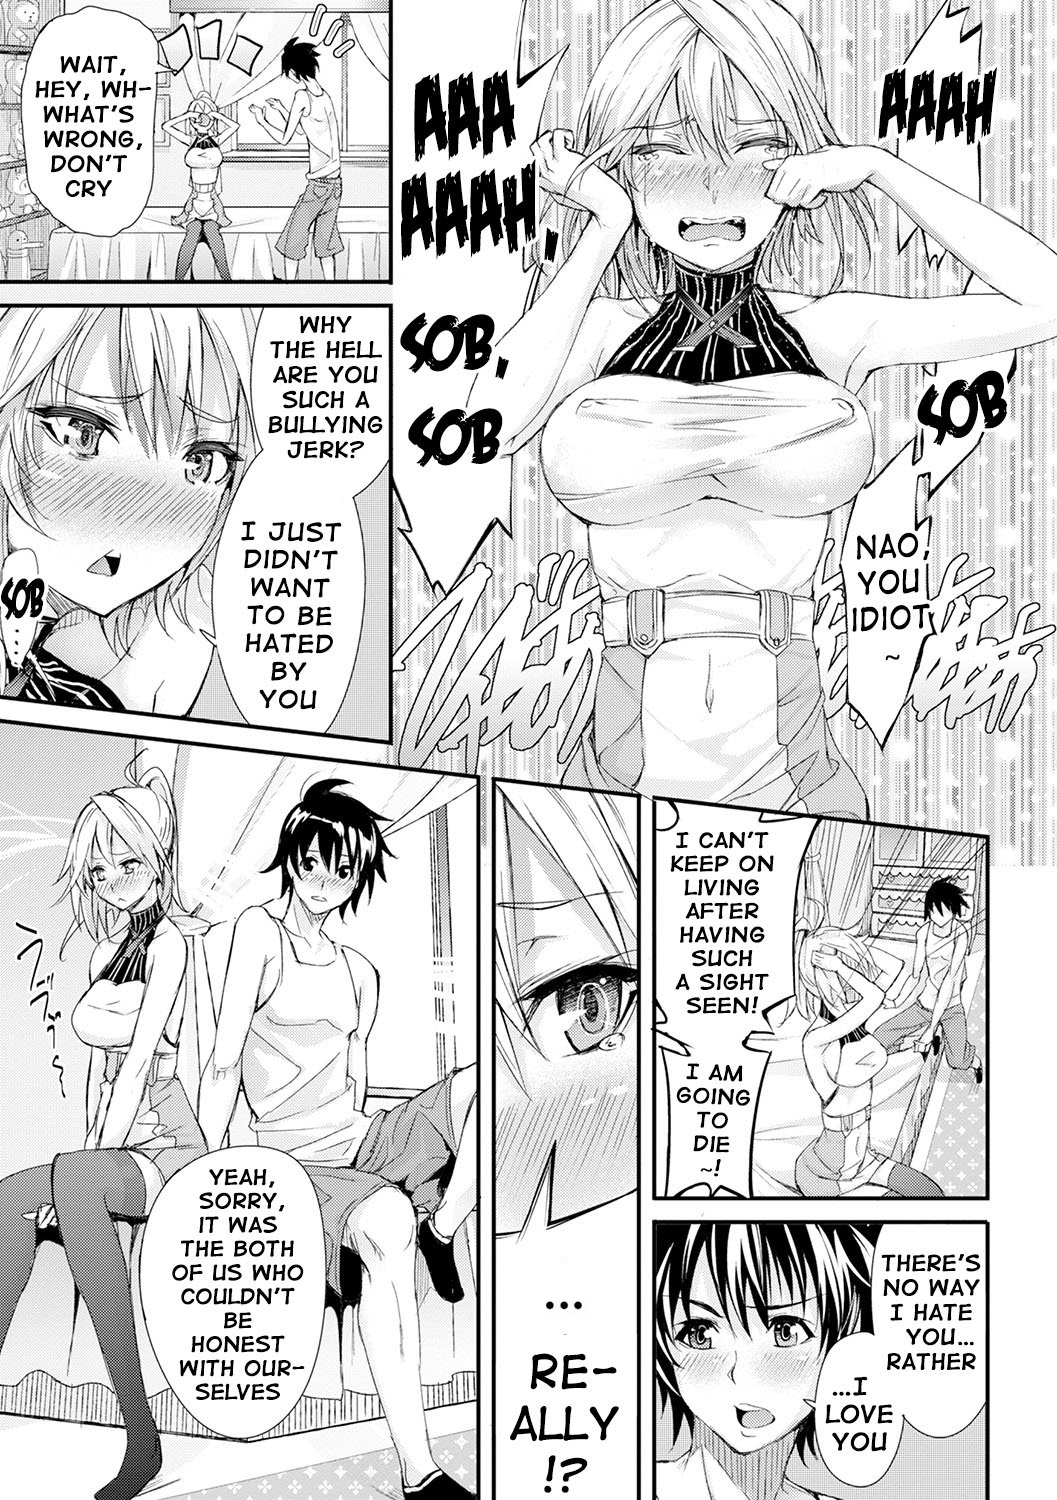 AAAH
AAA
AAAH
SOB,
SOB
SOB
NAO,
YOU
IDIOT
~
WAIT,
HEY, WH-
WHAT'S
WRONG,
DON'T
CRY
WHY
THE HELL
ARE YOU
SUCH A
BULLYING
JERK?
I JUST
DIDN'T
WANT
TO BE
HATED
BY
YOU
SOB
I CAN'T
KEEP ON
LIVING
AFTER
HAVING
SUCH
A SIGHT
SEEN!
I AM
GOING
TO
DIE
~!
THERE'S
NO WAY
I HATE
YOU...
RATHER
...I
LOVE
YOU
...
RE-
ALLY
!?
YEAH,
SORRY,
IT WAS
THE BOTH
OF US WHO
COULDN'T
BE
HONEST
WITH OUR-
SELVES